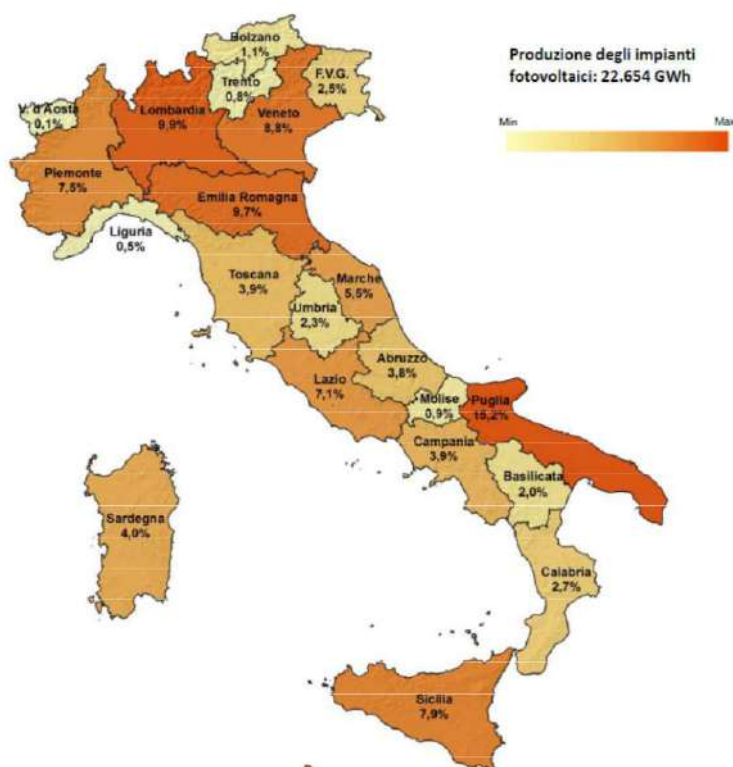 Bolzano
1,1%
Produzione degli impianti
fotovoltaici: 22.654 GWh
Min
Max
F.V.G.
2,5%
Trento
0,8%
V. d'Aosta
0,1%
Lombardia
9,9%
Veneto
8,8%
Piemonte
7,5%
Emilia Romagna
9,7%
Liguria
0,5%
Toscana
3,9%
Marche
5,5%
Umbria
2,3%
Abruzzo
3,8%
Lazio
7,1%
Molise
0,9%
Puglia
15,2%
Campania
3,9%
Basilicata
2,0%
Sardegna
4,0%
Calabria
2,7%
Sicilia
7,9%